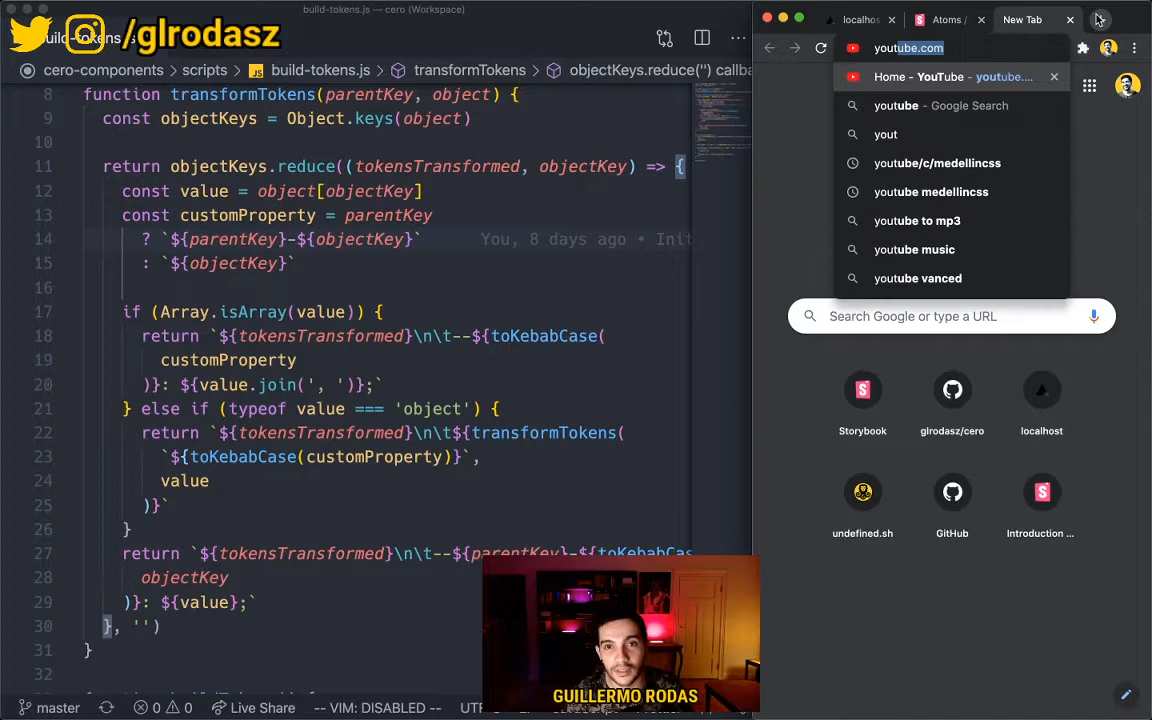 build-tokens.js — cero (Workspace)
/glrodasz
cero-components > scripts > JS build-tokens.js > transformTokens > objectKeys.reduce('') callba
8 function transformTokens(parentKey, object) {
9 const objectKeys = Object.keys(object)
10
11 return objectKeys.reduce((tokensTransformed, objectKey) => {
12 const value = object[objectKey]
13 const customProperty = parentKey
14 ? `${parentKey}-${objectKey}` You, 8 days ago • Init
15 : `${objectKey}`
16
17 if (Array.isArray(value)) {
18 return `${tokensTransformed}\n\t--${toKebabCase(
19 customProperty
20 )}: ${value.join(', ')};`
21 } else if (typeof value === 'object') {
22 return `${tokensTransformed}\n\t${transformTokens(
23 `${toKebabCase(customProperty)}`,
24 value
25 )}`
26 }
27 return `${tokensTransformed}\n\t--${parentKey}-${toKebabCas
28 objectKey
29 )}: ${value};`
30 }, '')
31 }
32
master 0 0 Live Share -- VIM: DISABLED -- UTF
GUILLERMO RODAS
localhos
Atoms /
New Tab
youtube.com
Home - YouTube - youtube....
youtube - Google Search
yout
youtube/c/medellincss
youtube medellincss
youtube to mp3
youtube music
youtube vanced
Search Google or type a URL
Storybook glrodasz/cero localhost
undefined.sh GitHub Introduction ...